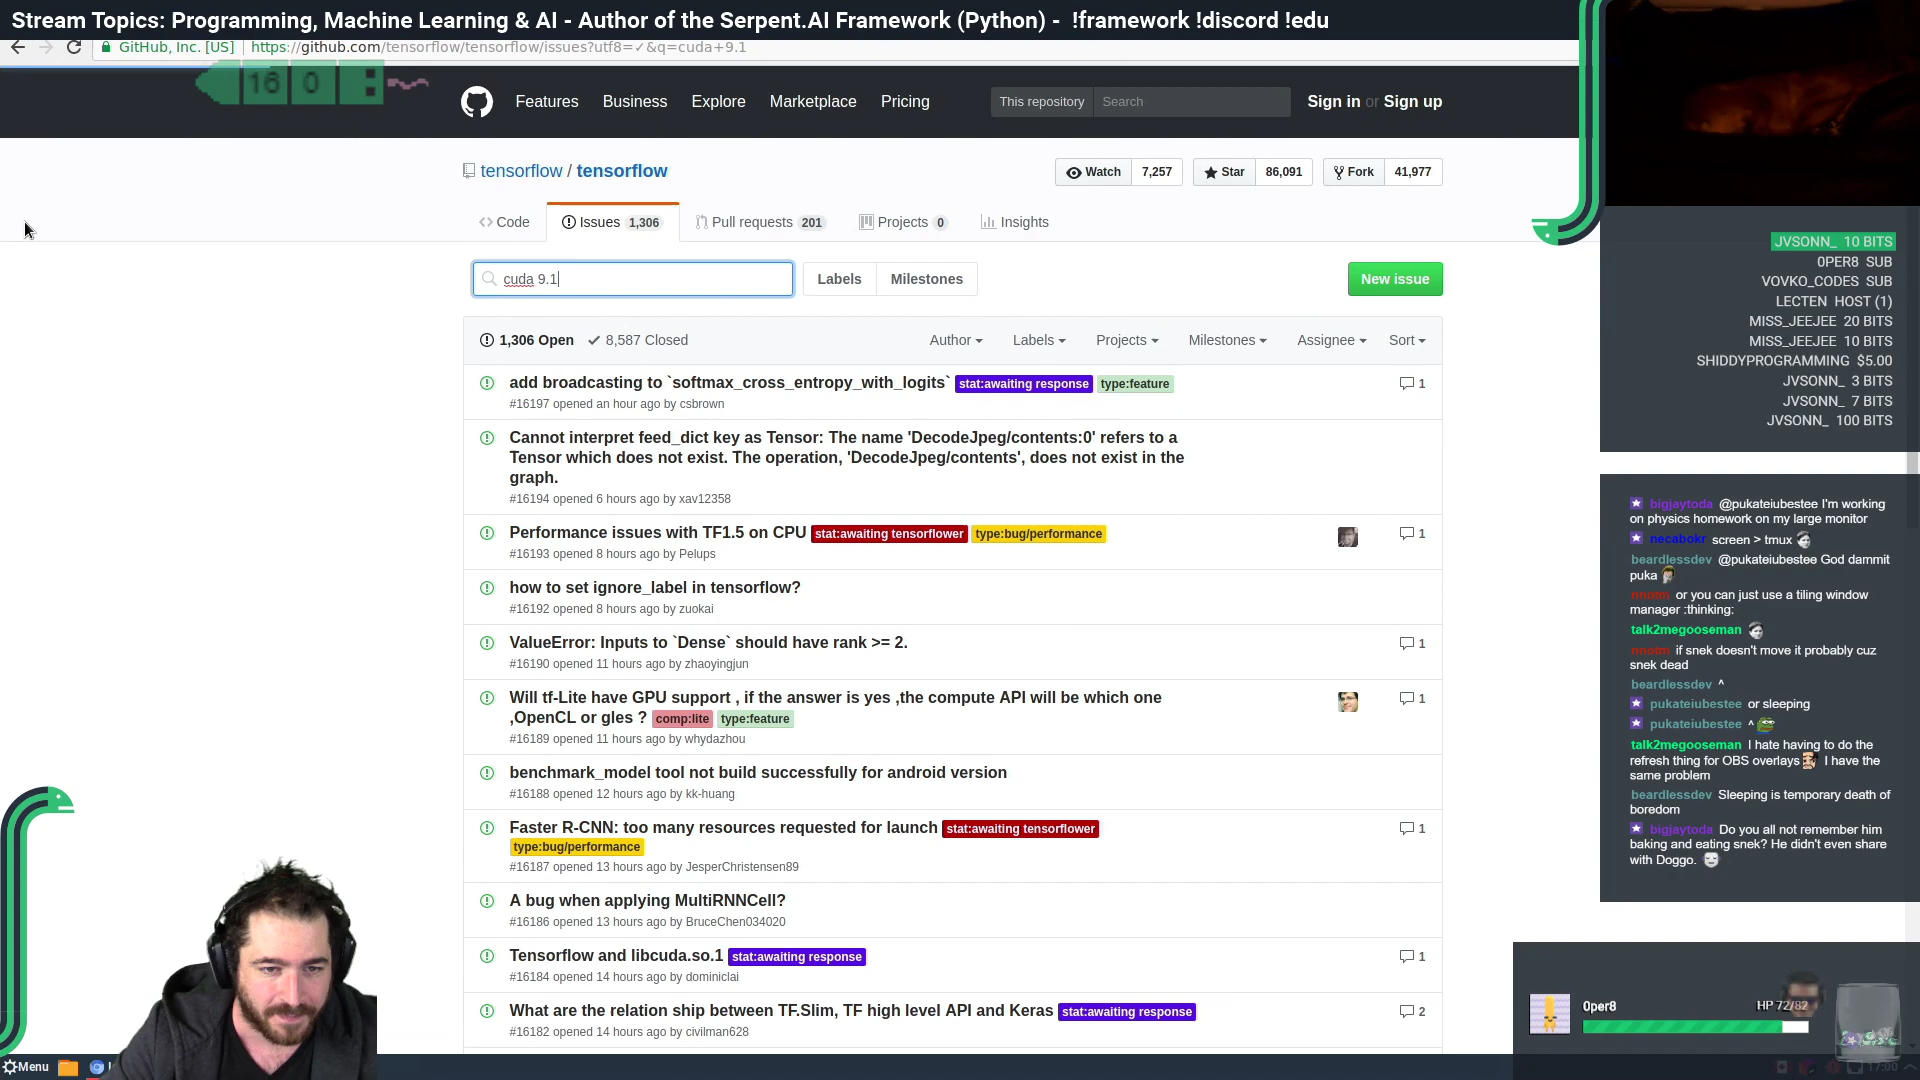 Stream Topics: Programming, Machine Learning & AI - Author of the Serpent.AI Framework (Python) - !framework !discord !edu
GitHub, Inc. [US] https://github.com/tensorflow/tensorflow/issues?utf8=✓&q=cuda+9.1
16 0 :
Features Business Explore Marketplace Pricing This repository Search Sign in or Sign up
tensorflow / tensorflow Watch 7,257 Star 86,091 Fork 41,977
Code Issues 1,306 Pull requests 201 Projects 0 Insights
cuda 9.1 Labels Milestones New issue
1,306 Open 8,587 Closed Author Labels Projects Milestones Assignee Sort
add broadcasting to `softmax_cross_entropy_with_logits` stat:awaiting response type:feature 1
#16197 opened an hour ago by csbrown
Cannot interpret feed_dict key as Tensor: The name 'DecodeJpeg/contents:0' refers to a
Tensor which does not exist. The operation, 'DecodeJpeg/contents', does not exist in the
graph.
#16194 opened 6 hours ago by xav12358
Performance issues with TF1.5 on CPU stat:awaiting tensorflower type:bug/performance 1
#16193 opened 8 hours ago by Pelups
how to set ignore_label in tensorflow?
#16192 opened 8 hours ago by zuokai
ValueError: Inputs to `Dense` should have rank >= 2. 1
#16190 opened 11 hours ago by zhaoyingjun
Will tf-Lite have GPU support , if the answer is yes ,the compute API will be which one 1
,OpenCL or gles ? comp:lite type:feature
#16189 opened 11 hours ago by whydazhou
benchmark_model tool not build successfully for android version
#16188 opened 12 hours ago by kk-huang
Faster R-CNN: too many resources requested for launch stat:awaiting tensorflower 1
type:bug/performance
#16187 opened 13 hours ago by JesperChristensen89
A bug when applying MultiRNNCell?
#16186 opened 13 hours ago by BruceChen034020
Tensorflow and libcuda.so.1 stat:awaiting response 1
#16184 opened 14 hours ago by dominiclai
What are the relation ship between TF.Slim, TF high level API and Keras stat:awaiting response 2
#16182 opened 14 hours ago by civilman628
JVSONN_ 10 BITS
0PER8 SUB
VOVKO_CODES SUB
LECTEN HOST (1)
MISS_JEEJEE 20 BITS
MISS_JEEJEE 10 BITS
SHIDDYPROGRAMMING $5.00
JVSONN_ 3 BITS
JVSONN_ 7 BITS
JVSONN_ 100 BITS
bigjaytoda @pukateiubestee I'm working
on physics homework on my large monitor
necabokr screen > tmux
beardlessdev @pukateiubestee God dammit
puka
nnotm or you can just use a tiling window
manager :thinking:
talk2megooseman
nnotm if snek doesn't move it probably cuz
snek dead
beardlessdev ^
pukateiubestee or sleeping
pukateiubestee ^
talk2megooseman I hate having to do the
refresh thing for OBS overlays I have the
same problem
beardlessdev Sleeping is temporary death of
boredom
bigjaytoda Do you all not remember him
baking and eating snek? He didn't even share
with Doggo.
0per8 HP 72/82
Menu 17:00